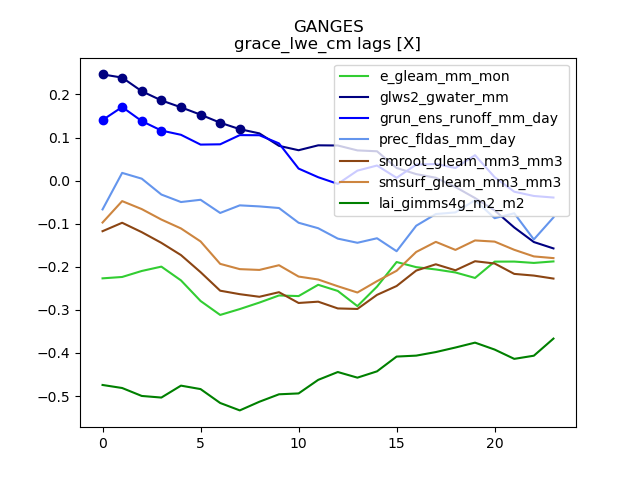 GANGES
grace_lwe_cm lags [X]
e_gleam_mm_mon
glws2_gwater_mm
grun_ens_runoff_mm_day
prec_fldas_mm_day
smroot_gleam_mm3_mm3
smsurf_gleam_mm3_mm3
lai_gimms4g_m2_m2
0.2
0.1
0.0
−0.1
−0.2
−0.3
−0.4
−0.5
0 5 10 15 20